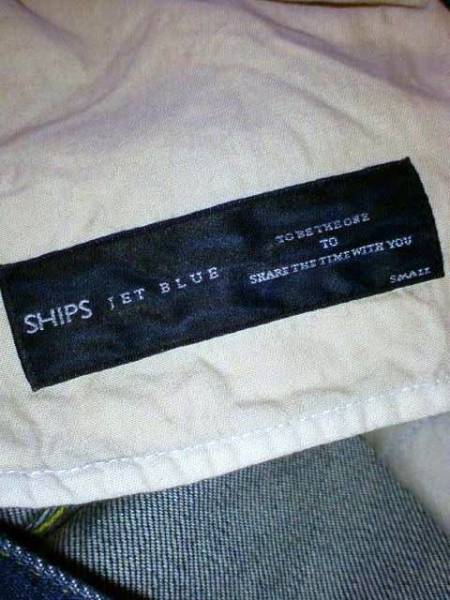 SHIPS JET BLUE
TO BE THE ONE
TO
SHARE THE TIME WITH YOU
SMALL